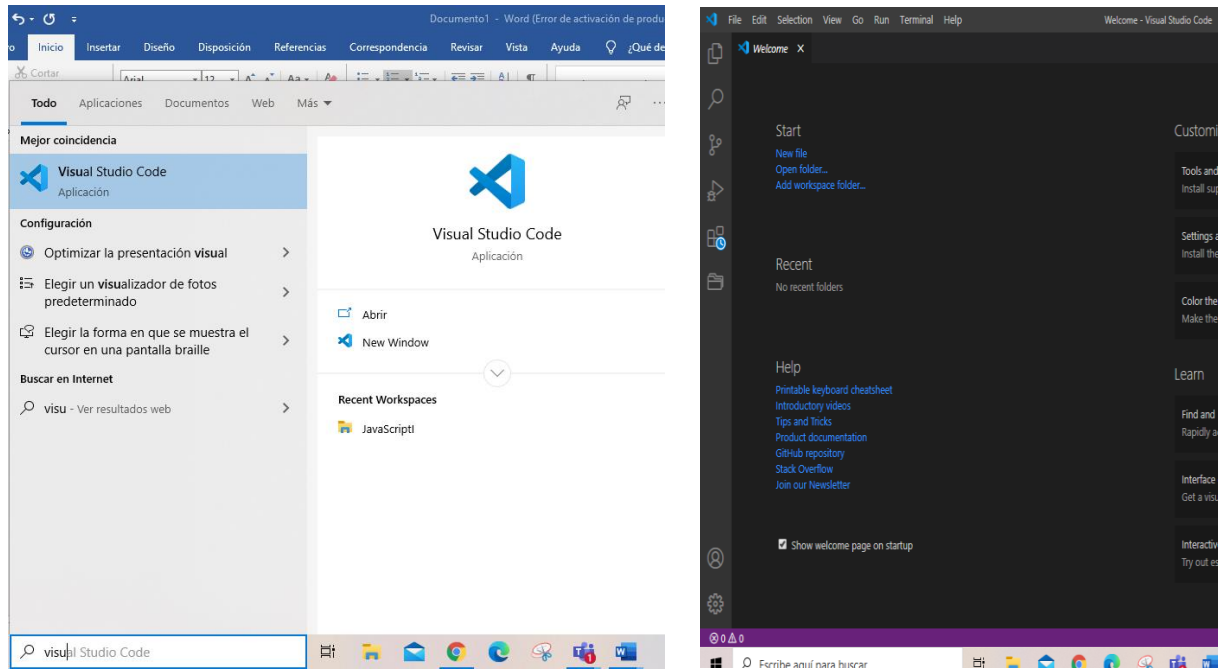 Documento1 - Word (Error de activación de produ
Inicio Insertar Diseño Disposición Referencias Correspondencia Revisar Vista Ayuda ¿Qué de
Cortar
Arial 12 Aa
Todo Aplicaciones Documentos Web Más
Mejor coincidencia
Visual Studio Code
Aplicación
Configuración
Optimizar la presentación visual
Elegir un visualizador de fotos
predeterminado
Elegir la forma en que se muestra el
cursor en una pantalla braille
Buscar en Internet
visu - Ver resultados web
Visual Studio Code
Aplicación
Abrir
New Window
Recent Workspaces
JavaScriptI
visual Studio Code
File Edit Selection View Go Run Terminal Help Welcome - Visual Studio Code
Welcome X
Start
New file
Open folder...
Add workspace folder...
Recent
No recent folders
Help
Printable keyboard cheatsheet
Introductory videos
Tips and Tricks
Product documentation
GitHub repository
Stack Overflow
Join our Newsletter
Show welcome page on startup
Customi
Tools and
Install sup
Settings a
Install the
Color the
Make the
Learn
Find and
Rapidly a
Interface
Get a visu
Interactiv
Try out es
0 0
Escribe aquí para buscar